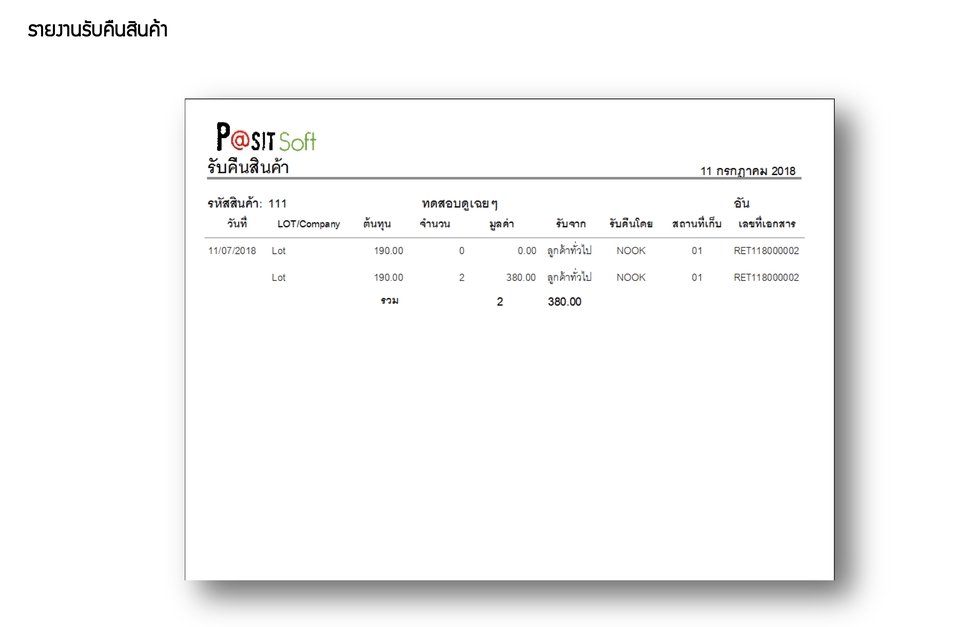 รายงานรับคืนสินค้า
P@SIT Soft
รับคืนสินค้า
11 กรกฎาคม 2018
รหัสสินค้า: 111 ทดสอบดูเฉยๆ อัน
วันที่ LOT/Company ต้นทุน จำนวน มูลค่า รับจาก รับคืนโดย สถานที่เก็บ เลขที่เอกสาร
11/07/2018 Lot 190.00 0 0.00 ลูกค้าทั่วไป NOOK 01 RET118000002
Lot 190.00 2 380.00 ลูกค้าทั่วไป NOOK 01 RET118000002
รวม 2 380.00